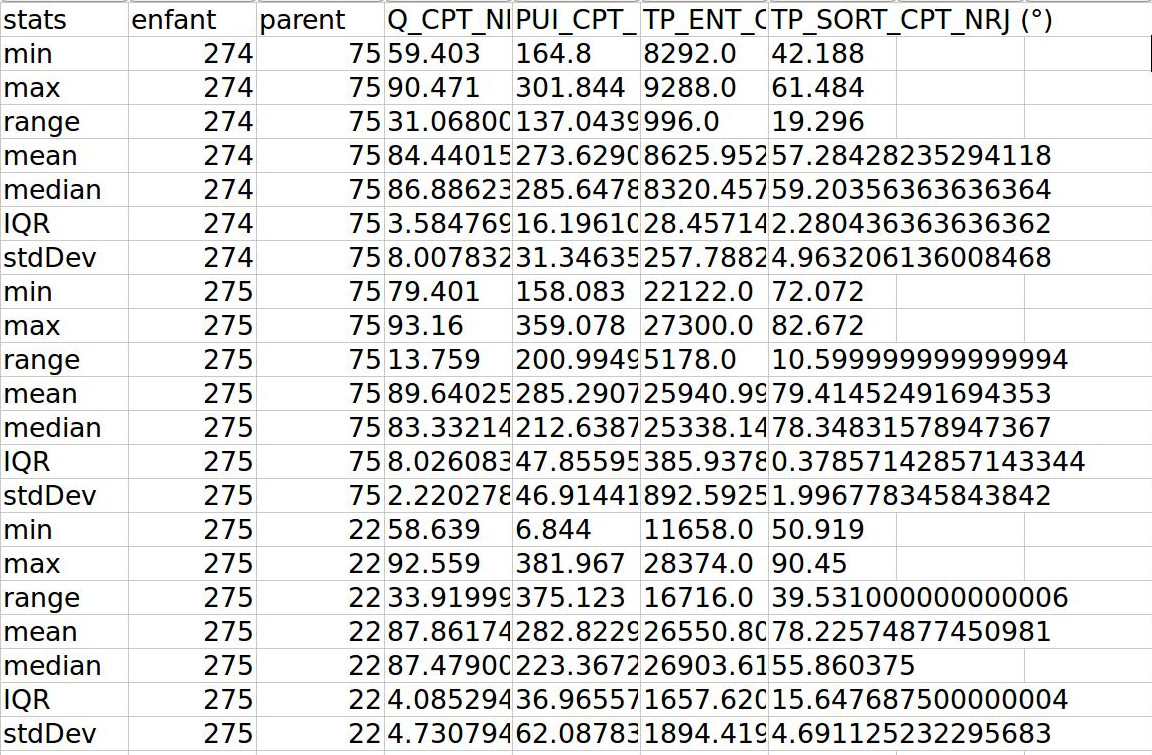 stats enfant parent Q_CPT_NI PUI_CPT_ TP_ENT_C TP_SORT_CPT_NRJ (°)
min 274 75 59.403 164.8 8292.0 42.188
max 274 75 90.471 301.844 9288.0 61.484
range 274 75 31.06800 137.0439 996.0 19.296
mean 274 75 84.44015 273.6290 8625.952 57.28428235294118
median 274 75 86.88623 285.6478 8320.457 59.20356363636364
IQR 274 75 3.584769 16.19610 28.45714 2.280436363636362
stdDev 274 75 8.007832 31.34635 257.7882 4.963206136008468
min 275 75 79.401 158.083 22122.0 72.072
max 275 75 93.16 359.078 27300.0 82.672
range 275 75 13.759 200.9949 5178.0 10.599999999999994
mean 275 75 89.64025 285.2907 25940.99 79.41452491694353
median 275 75 83.33214 212.6387 25338.14 78.34831578947367
IQR 275 75 8.026083 47.85595 385.9378 0.37857142857143344
stdDev 275 75 2.220278 46.91441 892.5925 1.996778345843842
min 275 22 58.639 6.844 11658.0 50.919
max 275 22 92.559 381.967 28374.0 90.45
range 275 22 33.91999 375.123 16716.0 39.531000000000006
mean 275 22 87.86174 282.8229 26550.80 78.22574877450981
median 275 22 87.47900 223.3672 26903.61 55.860375
IQR 275 22 4.085294 36.96557 1657.620 15.647687500000004
stdDev 275 22 4.730794 62.08783 1894.419 4.691125232295683